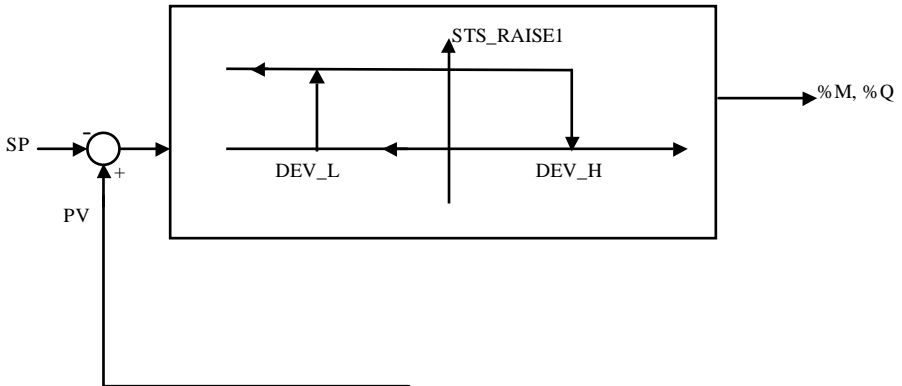 STS_RAISE1
%M, %Q
SP
-
+
DEV_L
DEV_H
PV